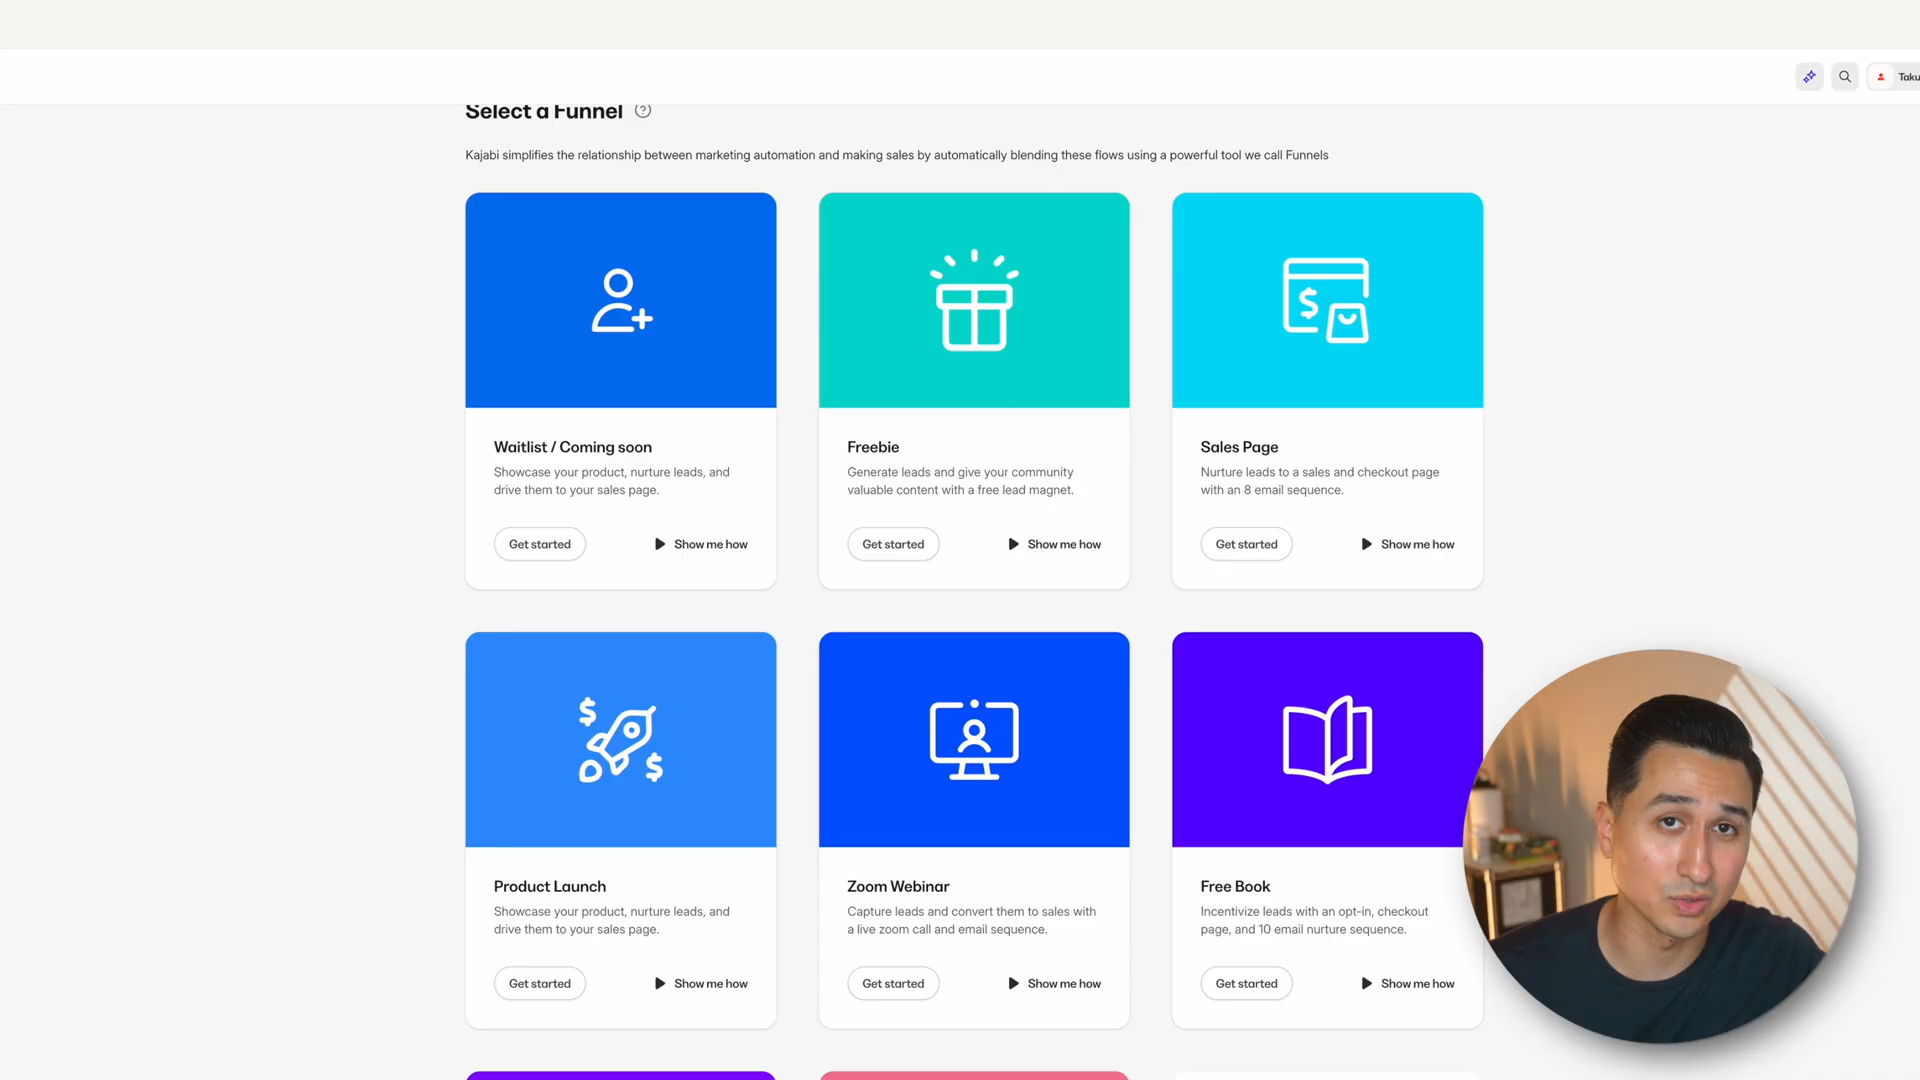 Taku
Select a Funnel
Kajabi simplifies the relationship between marketing automation and making sales by automatically blending these flows using a powerful tool we call Funnels
Waitlist / Coming soon
Showcase your product, nurture leads, and
drive them to your sales page.
Get started
Show me how
Freebie
Generate leads and give your community
valuable content with a free lead magnet.
Get started
Show me how
Sales Page
Nurture leads to a sales and checkout page
with an 8 email sequence.
Get started
Show me how
Product Launch
Showcase your product, nurture leads, and
drive them to your sales page.
Get started
Show me how
Zoom Webinar
Capture leads and convert them to sales with
a live zoom call and email sequence.
Get started
Show me how
Free Book
Incentivize leads with an opt-in, checkout
page, and 10 email nurture sequence.
Get started
Show me how